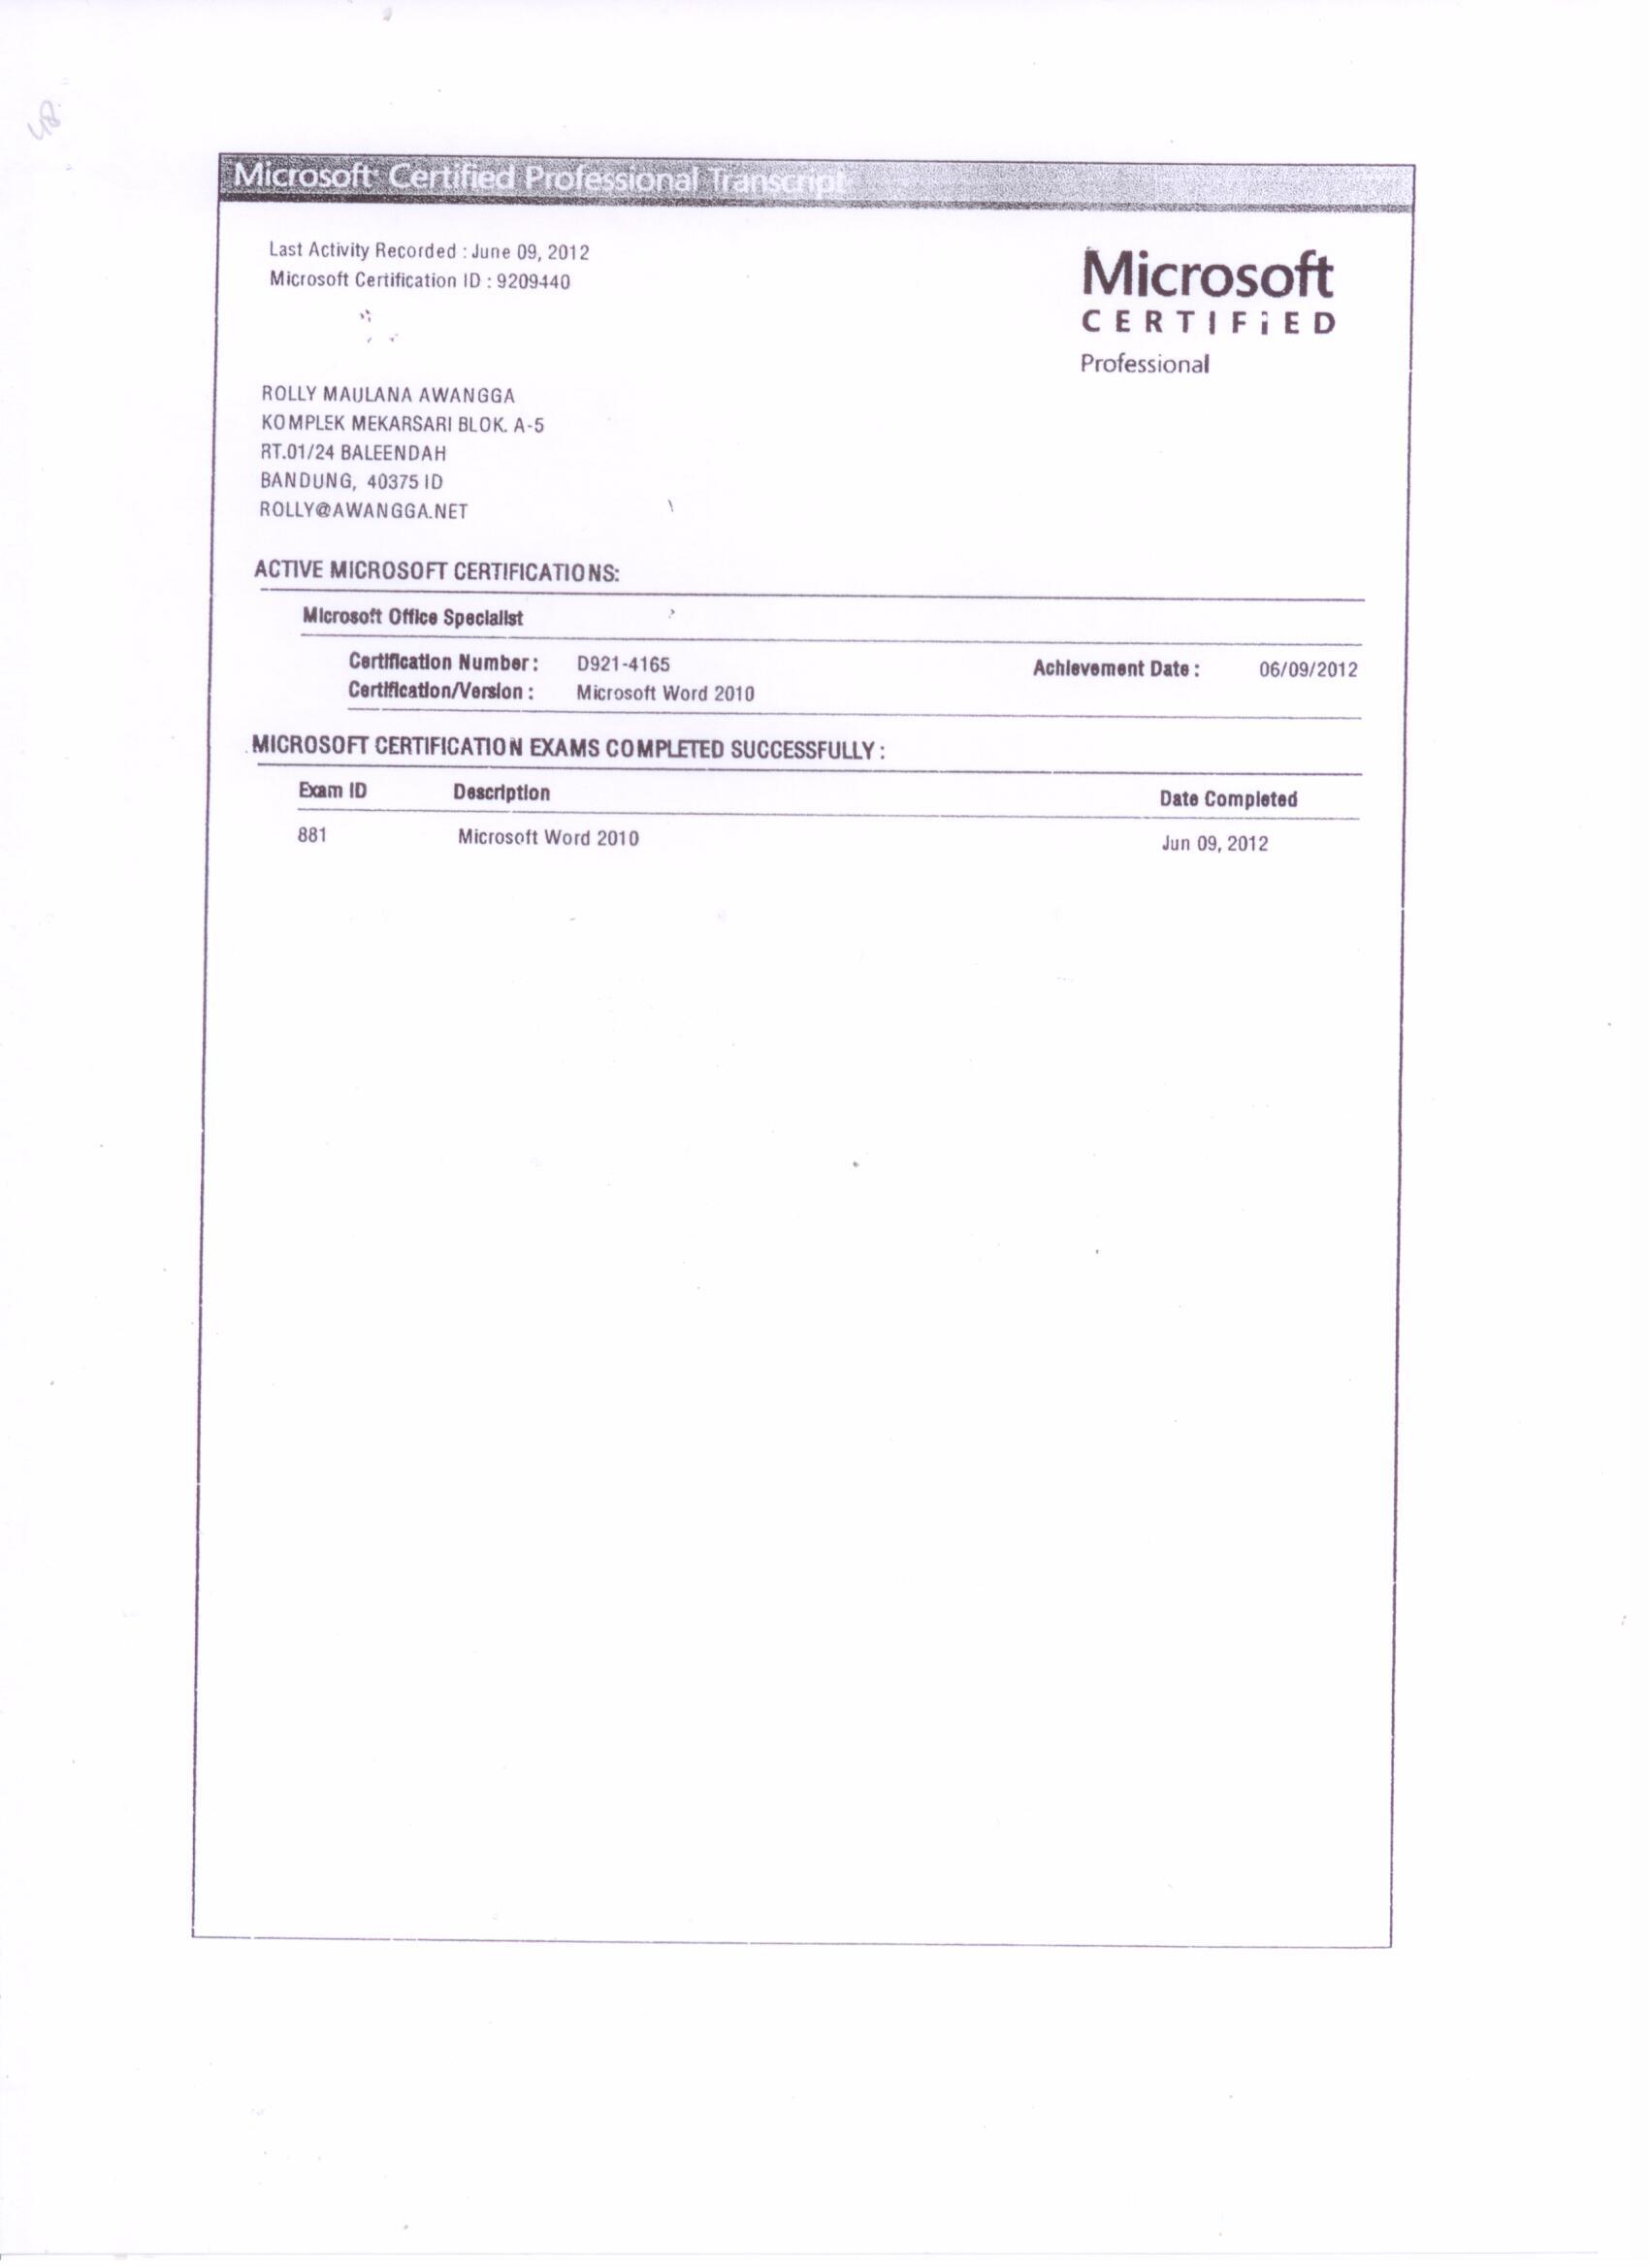 Microsoft Certified Professional Transcript
Last Activity Recorded : June 09, 2012
Microsoft Certification ID : 9209440
Microsoft
CERTIFIED
Professional
ROLLY MAULANA AWANGGA
KOMPLEK MEKARSARI BLOK. A-5
RT.01/24 BALEENDAH
BANDUNG, 40375 ID
ROLLY@AWANGGA.NET
ACTIVE MICROSOFT CERTIFICATIONS:
Microsoft Office Specialist
Certification Number : D921-4165 Achievement Date : 06/09/2012
Certification/Version : Microsoft Word 2010
MICROSOFT CERTIFICATION EXAMS COMPLETED SUCCESSFULLY :
Exam ID Description Date Completed
881 Microsoft Word 2010 Jun 09, 2012